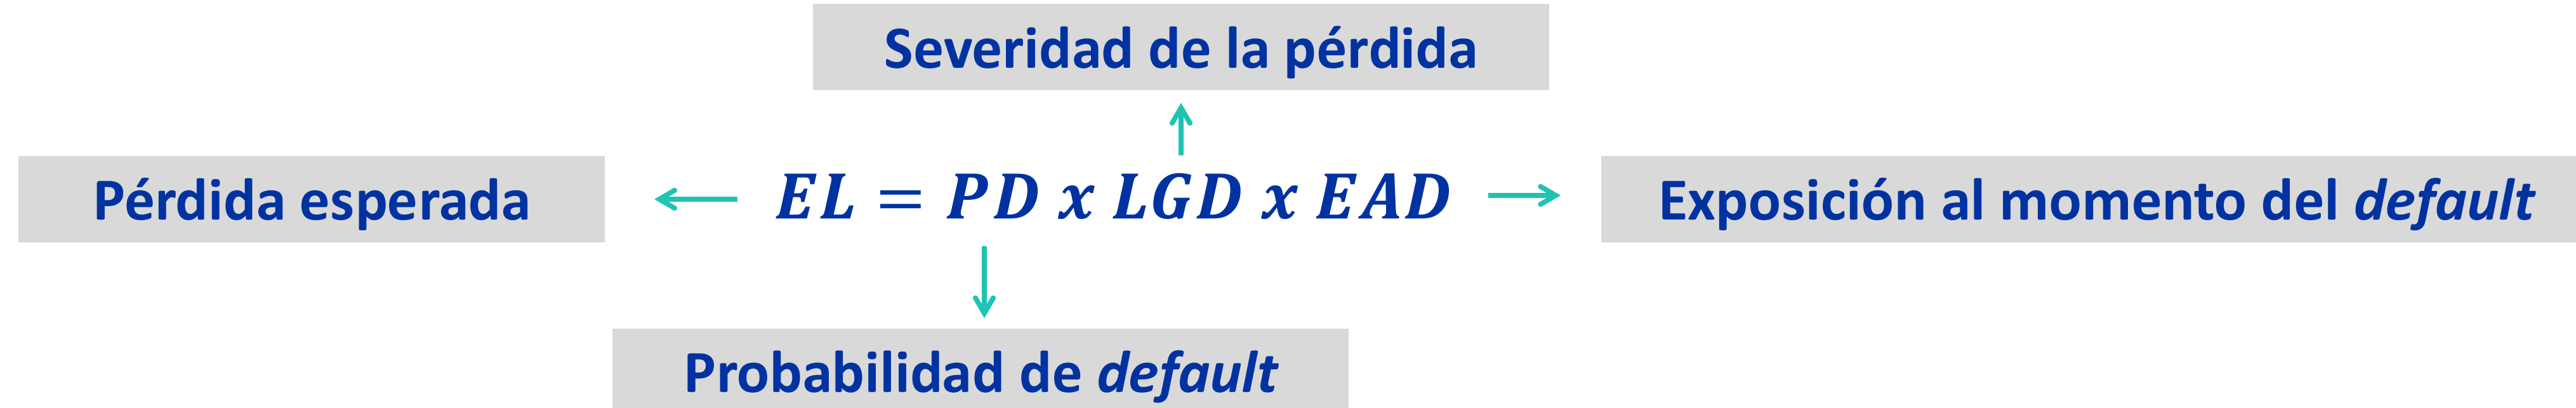 Severidad de la pérdida
Pérdida esperada
EL = PD x LGD x EAD
Exposición al momento del default
Probabilidad de default